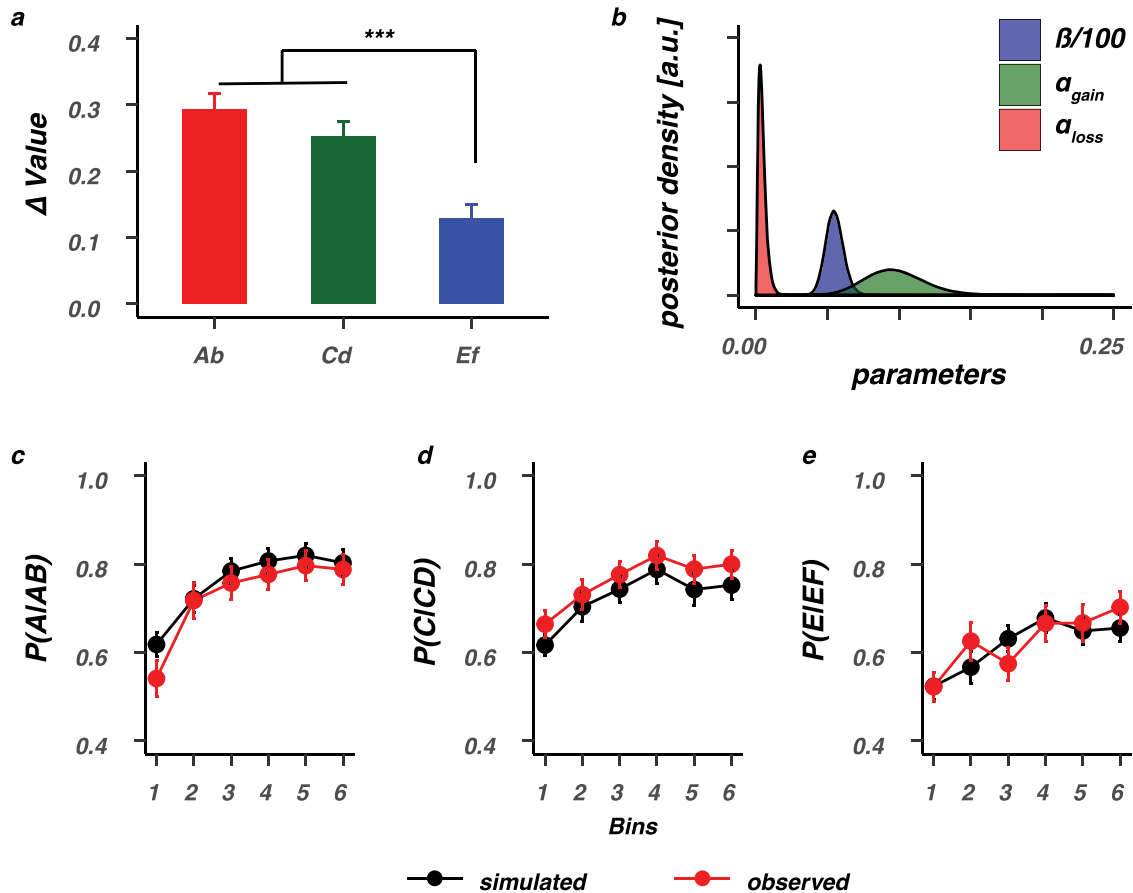 a
Δ Value
0.4
0.3
0.2
0.1
0.0
***
Ab
Cd
Ef
b
posterior density [a.u.]
ß/100
αgain
αloss
0.00
0.25
parameters
c
P(A|AB)
1.0
0.8
0.6
0.4
1
2
3
4
5
6
d
P(C|CD)
1.0
0.8
0.6
0.4
1
2
3
4
5
6
Bins
e
P(E|EF)
1.0
0.8
0.6
0.4
1
2
3
4
5
6
simulated
observed